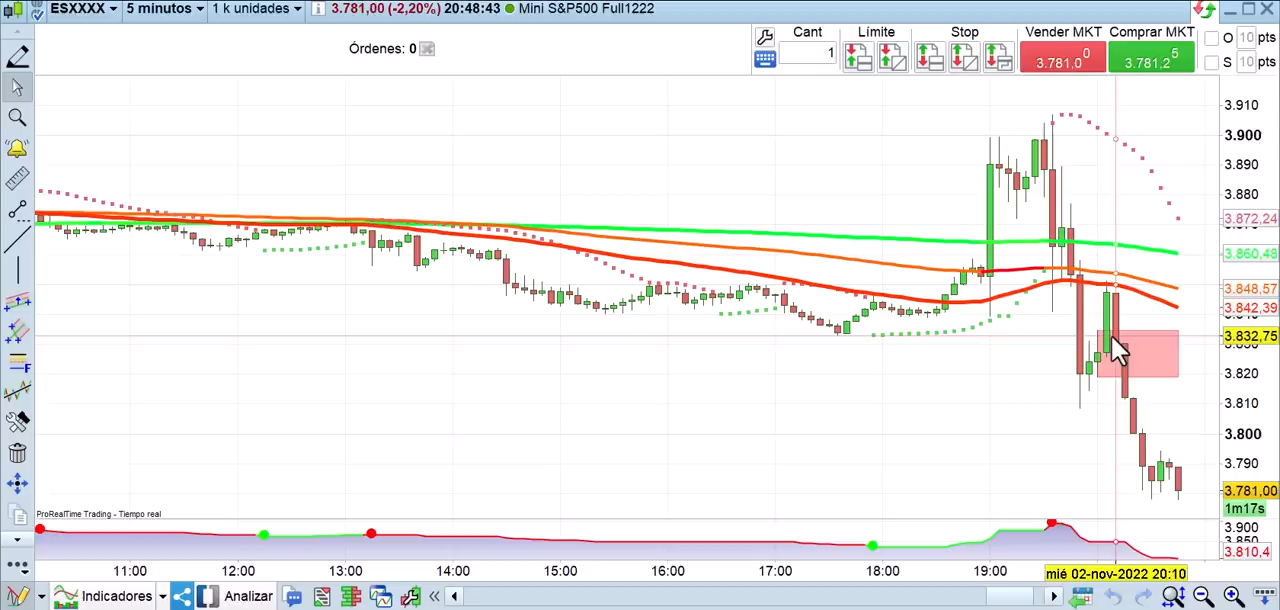 ESXXXX 5 minutos 1 k unidades 3.781,00 (-2,20%) 20:48:43 Mini S&P500 Full1222
Órdenes: 0
Cant Límite Stop Vender MKT Comprar MKT
1
3.781,0 0
3.781,2 5
O 10 pts
S 10 pts
3.910
3.900
3.890
3.880
3.872,24
3.860,48
3.848,57
3.842,39
3.832,75
3.820
3.810
3.800
3.790
3.781,00
1m17s
ProRealTime Trading - Tiempo real
3.900
3.810,4
11:00 12:00 13:00 14:00 15:00 16:00 17:00 18:00 19:00 mié 02-nov-2022 20:10
Indicadores Analizar